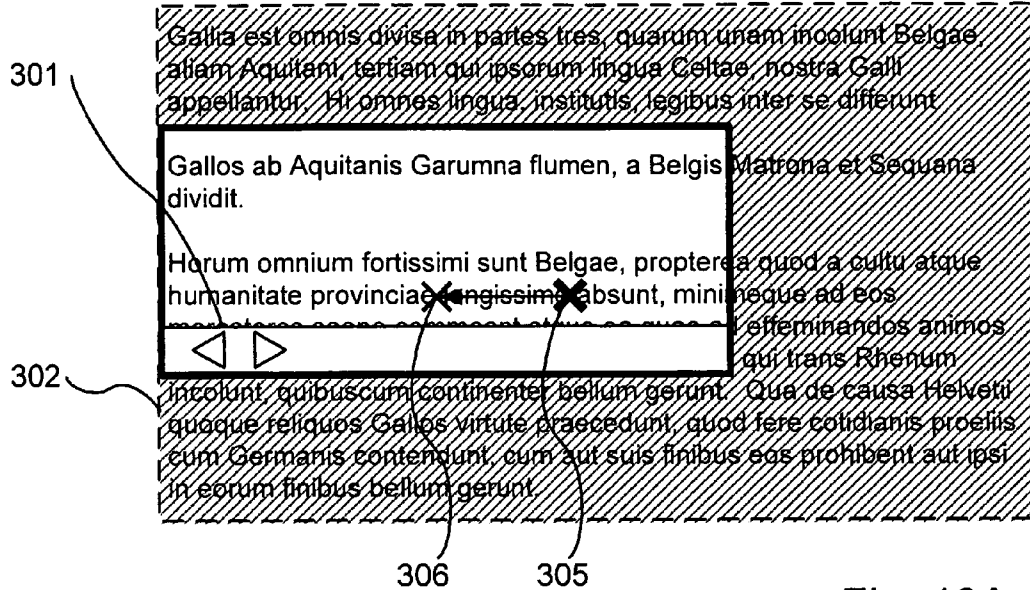 Gallia est omnis divisa in partes tres, quarum unam incolunt Belgae,
aliam Aquitani, tertiam qui ipsorum lingua Celtae, nostra Galli
appellantur. Hi omnes lingua, institutis, legibus inter se differunt.
301
Gallos ab Aquitanis Garumna flumen, a Belgis Matrona et Sequana
dividit.
Horum omnium fortissimi sunt Belgae, propterea quod a cultu atque
humanitate provinciae longissime absunt, minimeque ad eos
effeminandos animos
302
qui trans Rhenum
incolunt, quibuscum continenter bellum gerunt. Qua de causa Helvetii
quoque reliquos Gallos virtute praecedunt, quod fere cotidianis proeliis
cum Germanis contendunt, cum aut suis finibus eos prohibent aut ipsi
in eorum finibus bellum gerunt.
306 305